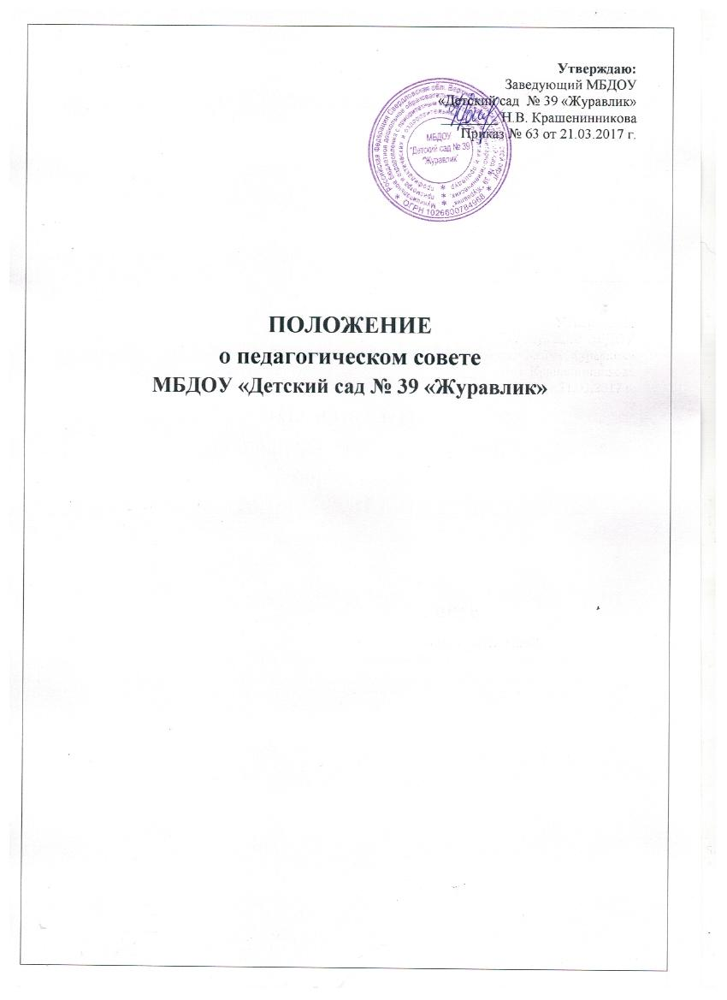 Утверждаю:
Заведующий МБДОУ
«Детский сад № 39 «Журавлик»
Н.В. Крашенинникова
Приказ № 63 от 21.03.2017 г.
МБДОУ
"Детский сад № 39
"Журавлик"
ОГРН 1026600784968
ПОЛОЖЕНИЕ
о педагогическом совете
МБДОУ «Детский сад № 39 «Журавлик»